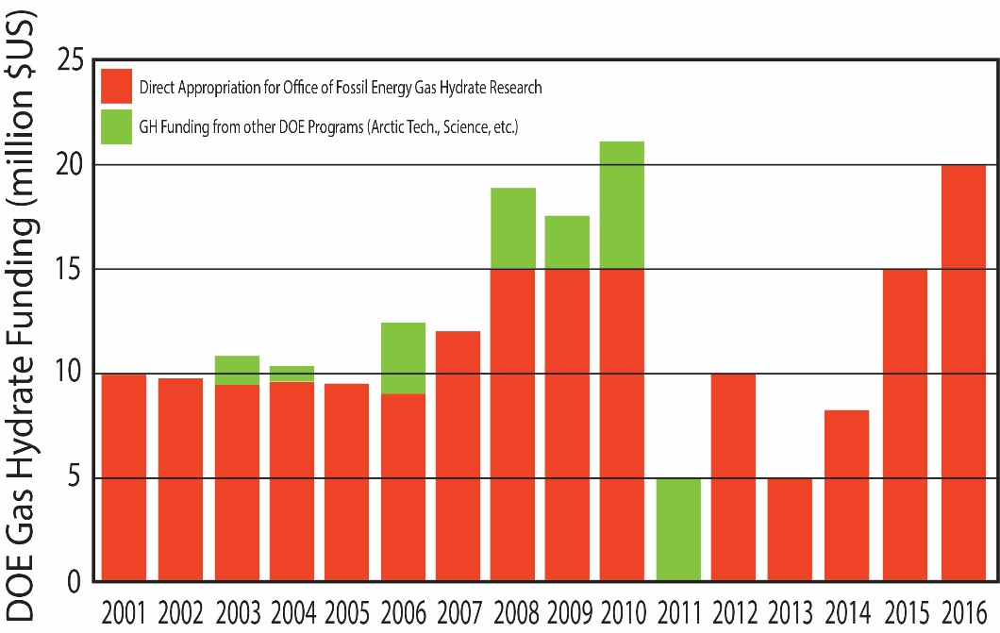 DOE Gas Hydrate Funding (million $US)
25
20
15
10
5
0
Direct Appropriation for Office of Fossil Energy Gas Hydrate Research
GH Funding from other DOE Programs (Arctic Tech., Science, etc.)
2001 2002 2003 2004 2005 2006 2007 2008 2009 2010 2011 2012 2013 2014 2015 2016